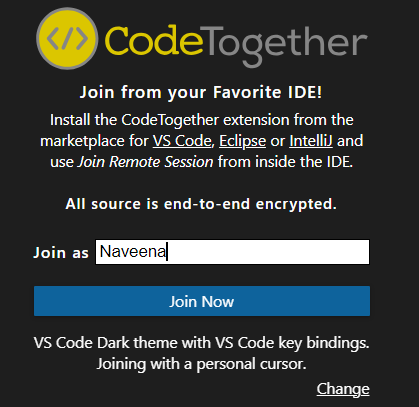 </> CodeTogether
Join from your Favorite IDE!
Install the CodeTogether extension from the
marketplace for VS Code, Eclipse or IntelliJ and
use Join Remote Session from inside the IDE.
All source is end-to-end encrypted.
Join as Naveena
Join Now
VS Code Dark theme with VS Code key bindings.
Joining with a personal cursor.
Change